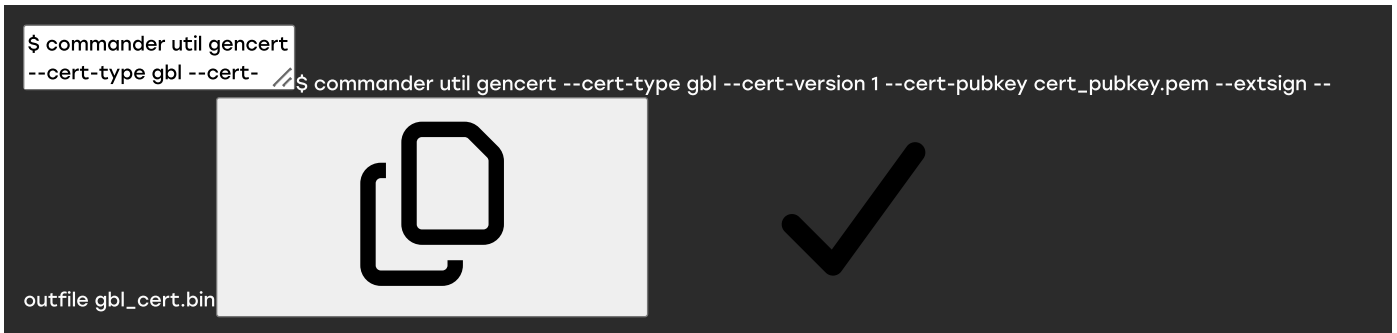 $ commander util gencert
--cert-type gbl --cert-
$ commander util gencert --cert-type gbl --cert-version 1 --cert-pubkey cert_pubkey.pem --extsign --
outfile gbl_cert.bin